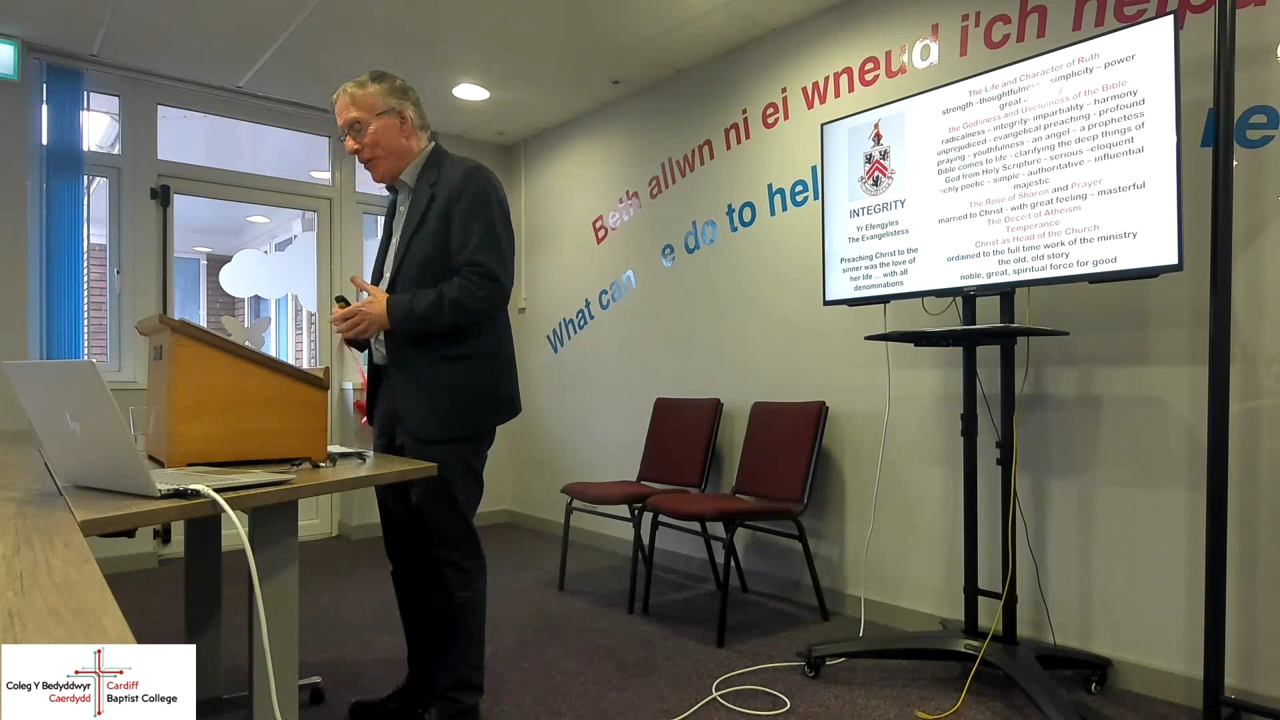 Beth allwn ni ei wneud i'ch
What can e do to hel
re
INTEGRITY
Yr Efengyles
The Evangelistess
Preaching Christ to the
sinner was the love of
her life ... with all
denominations
The Life and Character of Ruth
strength –thoughtfulness simplicity – power
great
the Godliness and Usefulness of the Bible
radicalness – integrity- impartiality – harmony
unprejudiced - evangelical preaching - profound
praying – youthfulness - an angel – a prophetess
Bible comes to life - clarifying the deep things of
God from Holy Scripture - serious –eloquent
richly poetic – simple - authoritative – influential
majestic
The Rose of Sharon and Prayer
married to Christ - with great feeling – masterful
The Deceit of Atheism
Temperance
Christ as Head of the Church
ordained to the full time work of the ministry
the old, old story
noble, great, spiritual force for good
SONY
hp
Coleg Y Bedyddwyr
Caerdydd
Cardiff
Baptist College